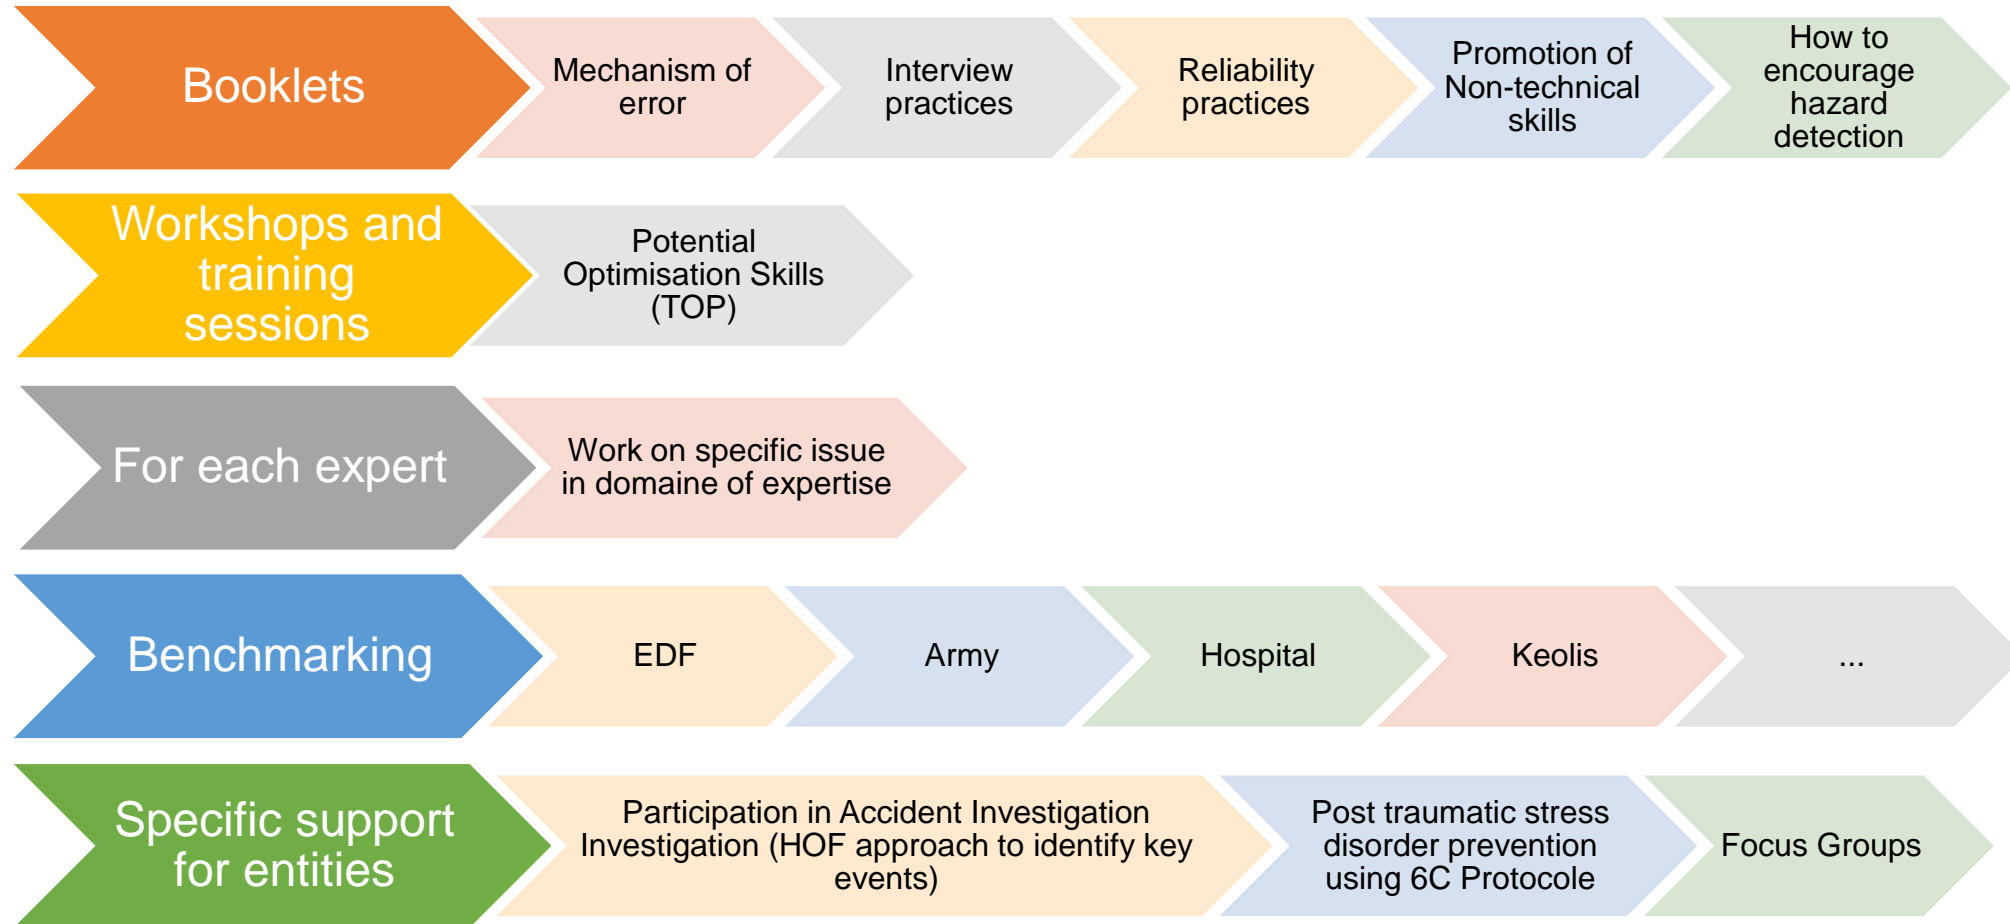 Booklets
Mechanism of
error
Interview
practices
Reliability
practices
Promotion of
Non-technical
skills
How to
encourage
hazard
detection
Workshops and
training
sessions
Potential
Optimisation Skills
(TOP)
For each expert
Work on specific issue
in domaine of expertise
Benchmarking
EDF
Army
Hospital
Keolis
...
Specific support
for entities
Participation in Accident Investigation
Investigation (HOF approach to identify key
events)
Post traumatic stress
disorder prevention
using 6C Protocole
Focus Groups